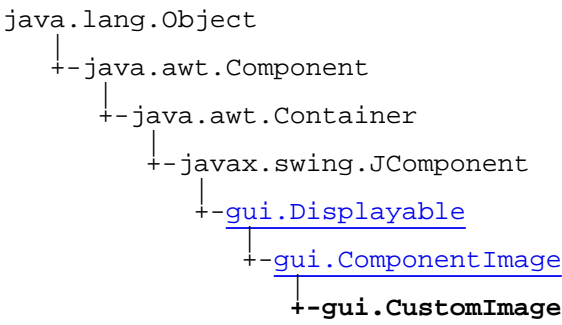 java.lang.Object
|
+-java.awt.Component
|
+-java.awt.Container
|
+-javax.swing.JComponent
|
+-gui.Displayable
|
+-gui.ComponentImage
|
+-gui.CustomImage